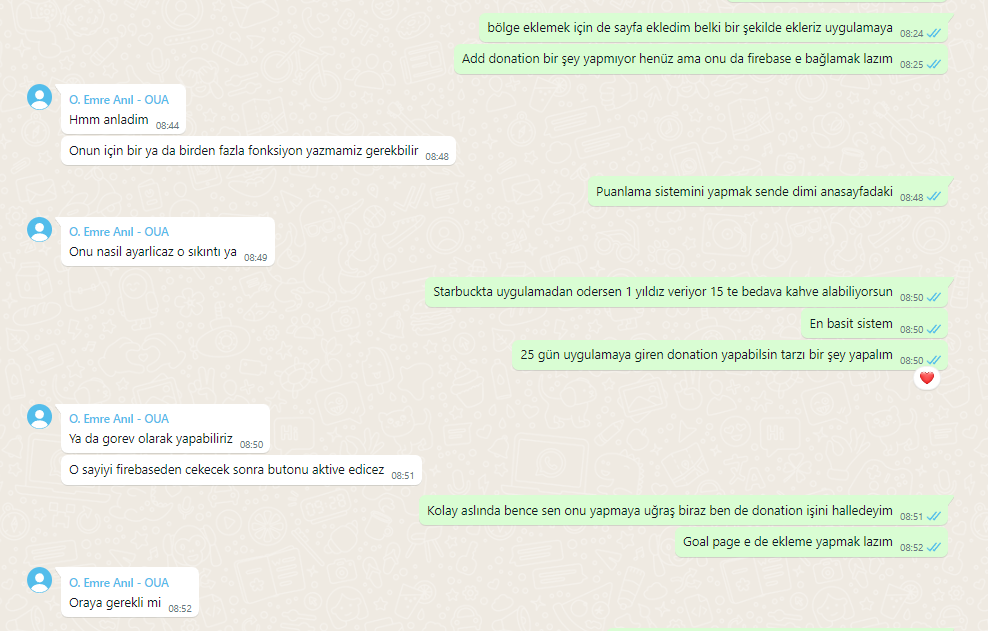 bölge eklemek için de sayfa ekledim belki bir şekilde ekleriz uygulamaya 08:24
Add donation bir şey yapmıyor henüz ama onu da firebase e bağlamak lazım 08:25
O. Emre Anıl - OUA
Hmm anladim 08:44
Onun için bir ya da birden fazla fonksiyon yazmamiz gerekbilir 08:48
Puanlama sistemini yapmak sende dimi anasayfadaki 08:48
O. Emre Anıl - OUA
Onu nasil ayarlicaz o sıkıntı ya 08:49
Starbuckta uygulamadan odersen 1 yıldız veriyor 15 te bedava kahve alabiliyorsun 08:50
En basit sistem 08:50
25 gün uygulamaya giren donation yapabilsin tarzı bir şey yapalım 08:50
O. Emre Anıl - OUA
Ya da gorev olarak yapabiliriz 08:50
O sayiyi firebaseden cekecek sonra butonu aktive edicez 08:51
Kolay aslında bence sen onu yapmaya uğraş biraz ben de donation işini halledeyim 08:51
Goal page e de ekleme yapmak lazım 08:52
O. Emre Anıl - OUA
Oraya gerekli mi 08:52